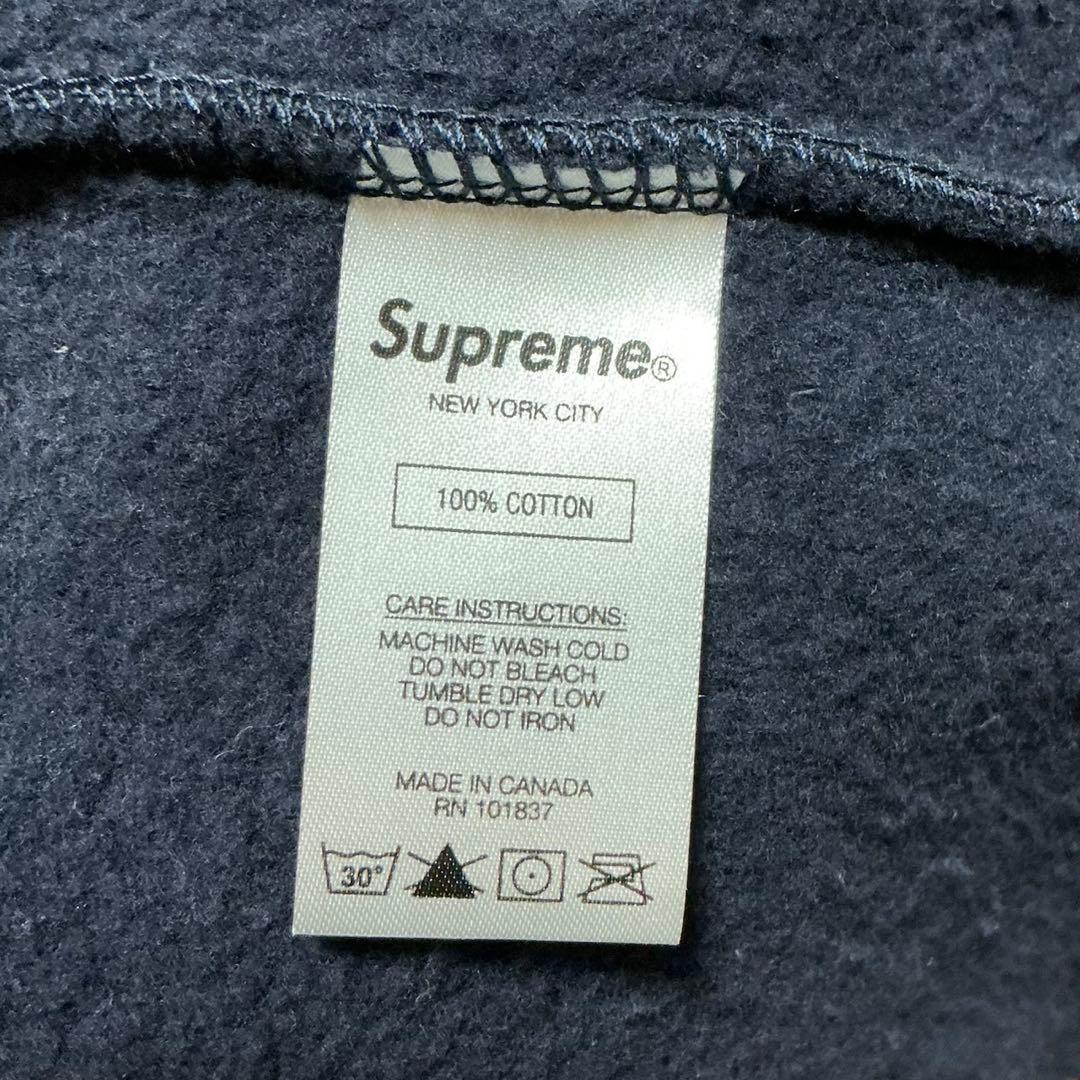 Supreme®
NEW YORK CITY
100% COTTON
CARE INSTRUCTIONS:
MACHINE WASH COLD
DO NOT BLEACH
TUMBLE DRY LOW
DO NOT IRON
MADE IN CANADA
RN 101837
30°